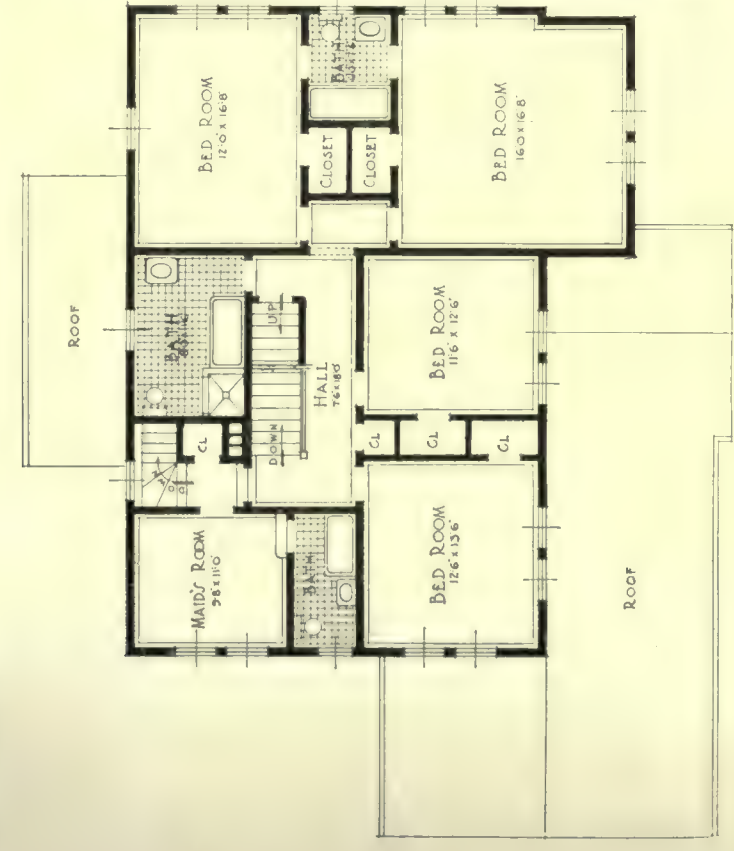 BED ROOM
12'0" X 16'8"
BATH
CLOSET
CLOSET
BED ROOM
16'0 X 16'8"
ROOF
BATH
UP
DOWN
HALL
7'6" X 18'0"
BED ROOM
11'6" X 12'6"
CL
CL
CL
CL
DOWN
MAID'S ROOM
9'8 X 11'0"
BATH
BED ROOM
12'6" X 13'6"
ROOF